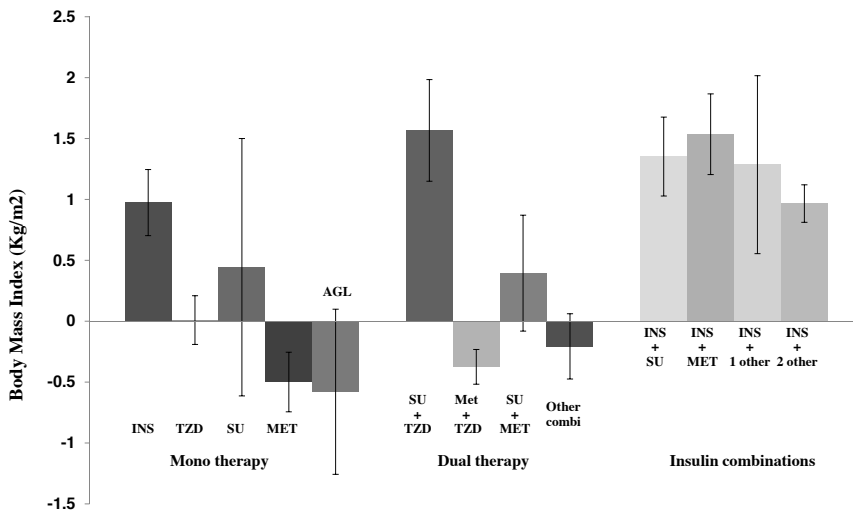 2.5
2
1.5
1
0.5
0
-0.5
-1
-1.5
Body Mass Index (Kg/m2)
AGL
INS TZD SU MET
Mono therapy
SU
+
TZD
Met
+
TZD
SU
+
MET
Other
combi
Dual therapy
INS
+
SU
INS
+
MET
INS
+
1 other
INS
+
2 other
Insulin combinations